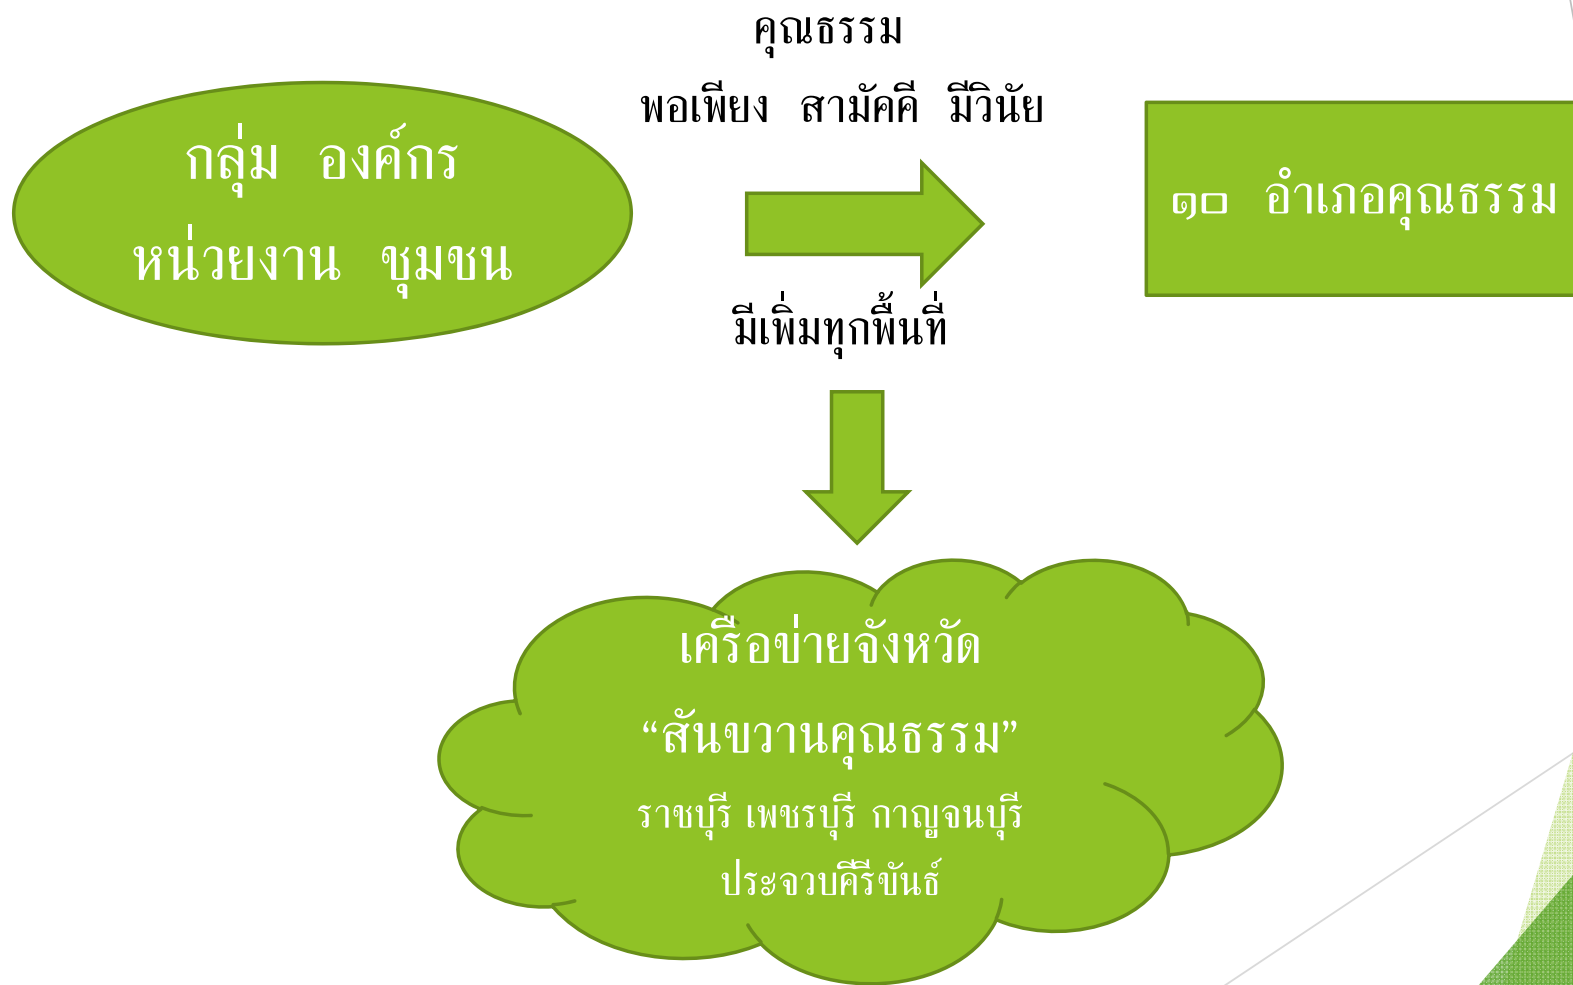 คุณธรรม
พอเพียง สามัคคี มีวินัย
กลุ่ม องค์กร
หน่วยงาน ชุมชน
๑๐ อำเภอคุณธรรม
มีเพิ่มทุกพื้นที่
เครือข่ายจังหวัด
“สันขวานคุณธรรม”
ราชบุรี เพชรบุรี กาญจนบุรี
ประจวบคีรีขันธ์